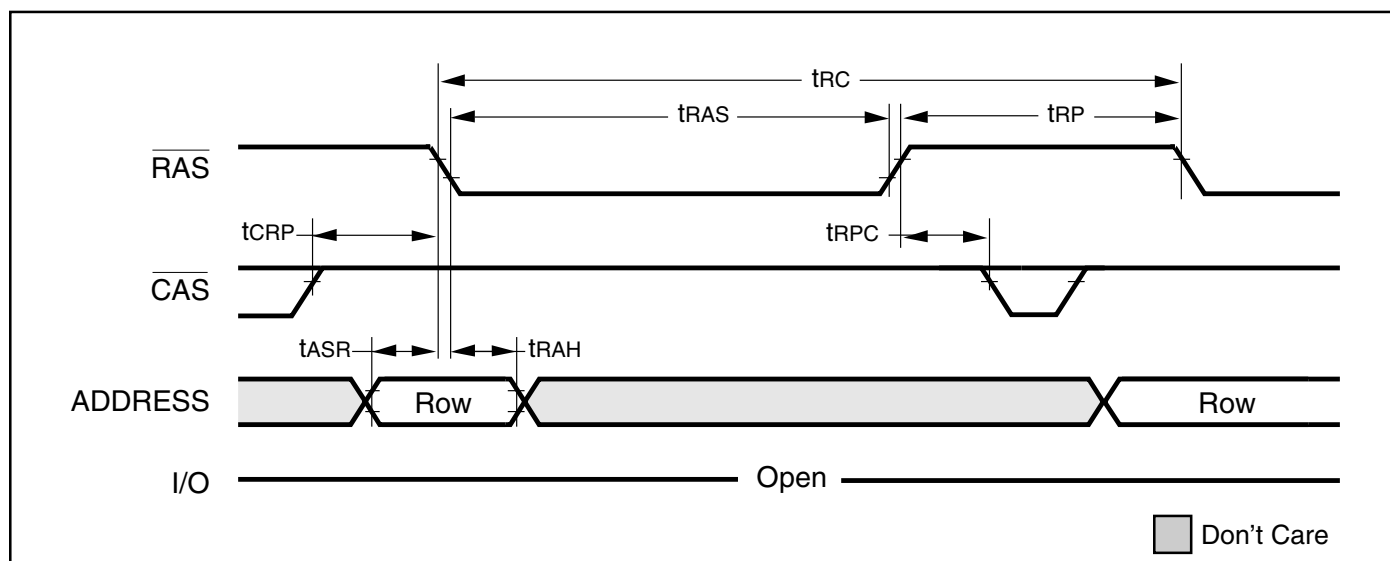 tRC
tRAS
tRP
RAS
tCRP
tRPC
CAS
tASR
tRAH
ADDRESS
Row
Row
I/O
Open
Don't Care